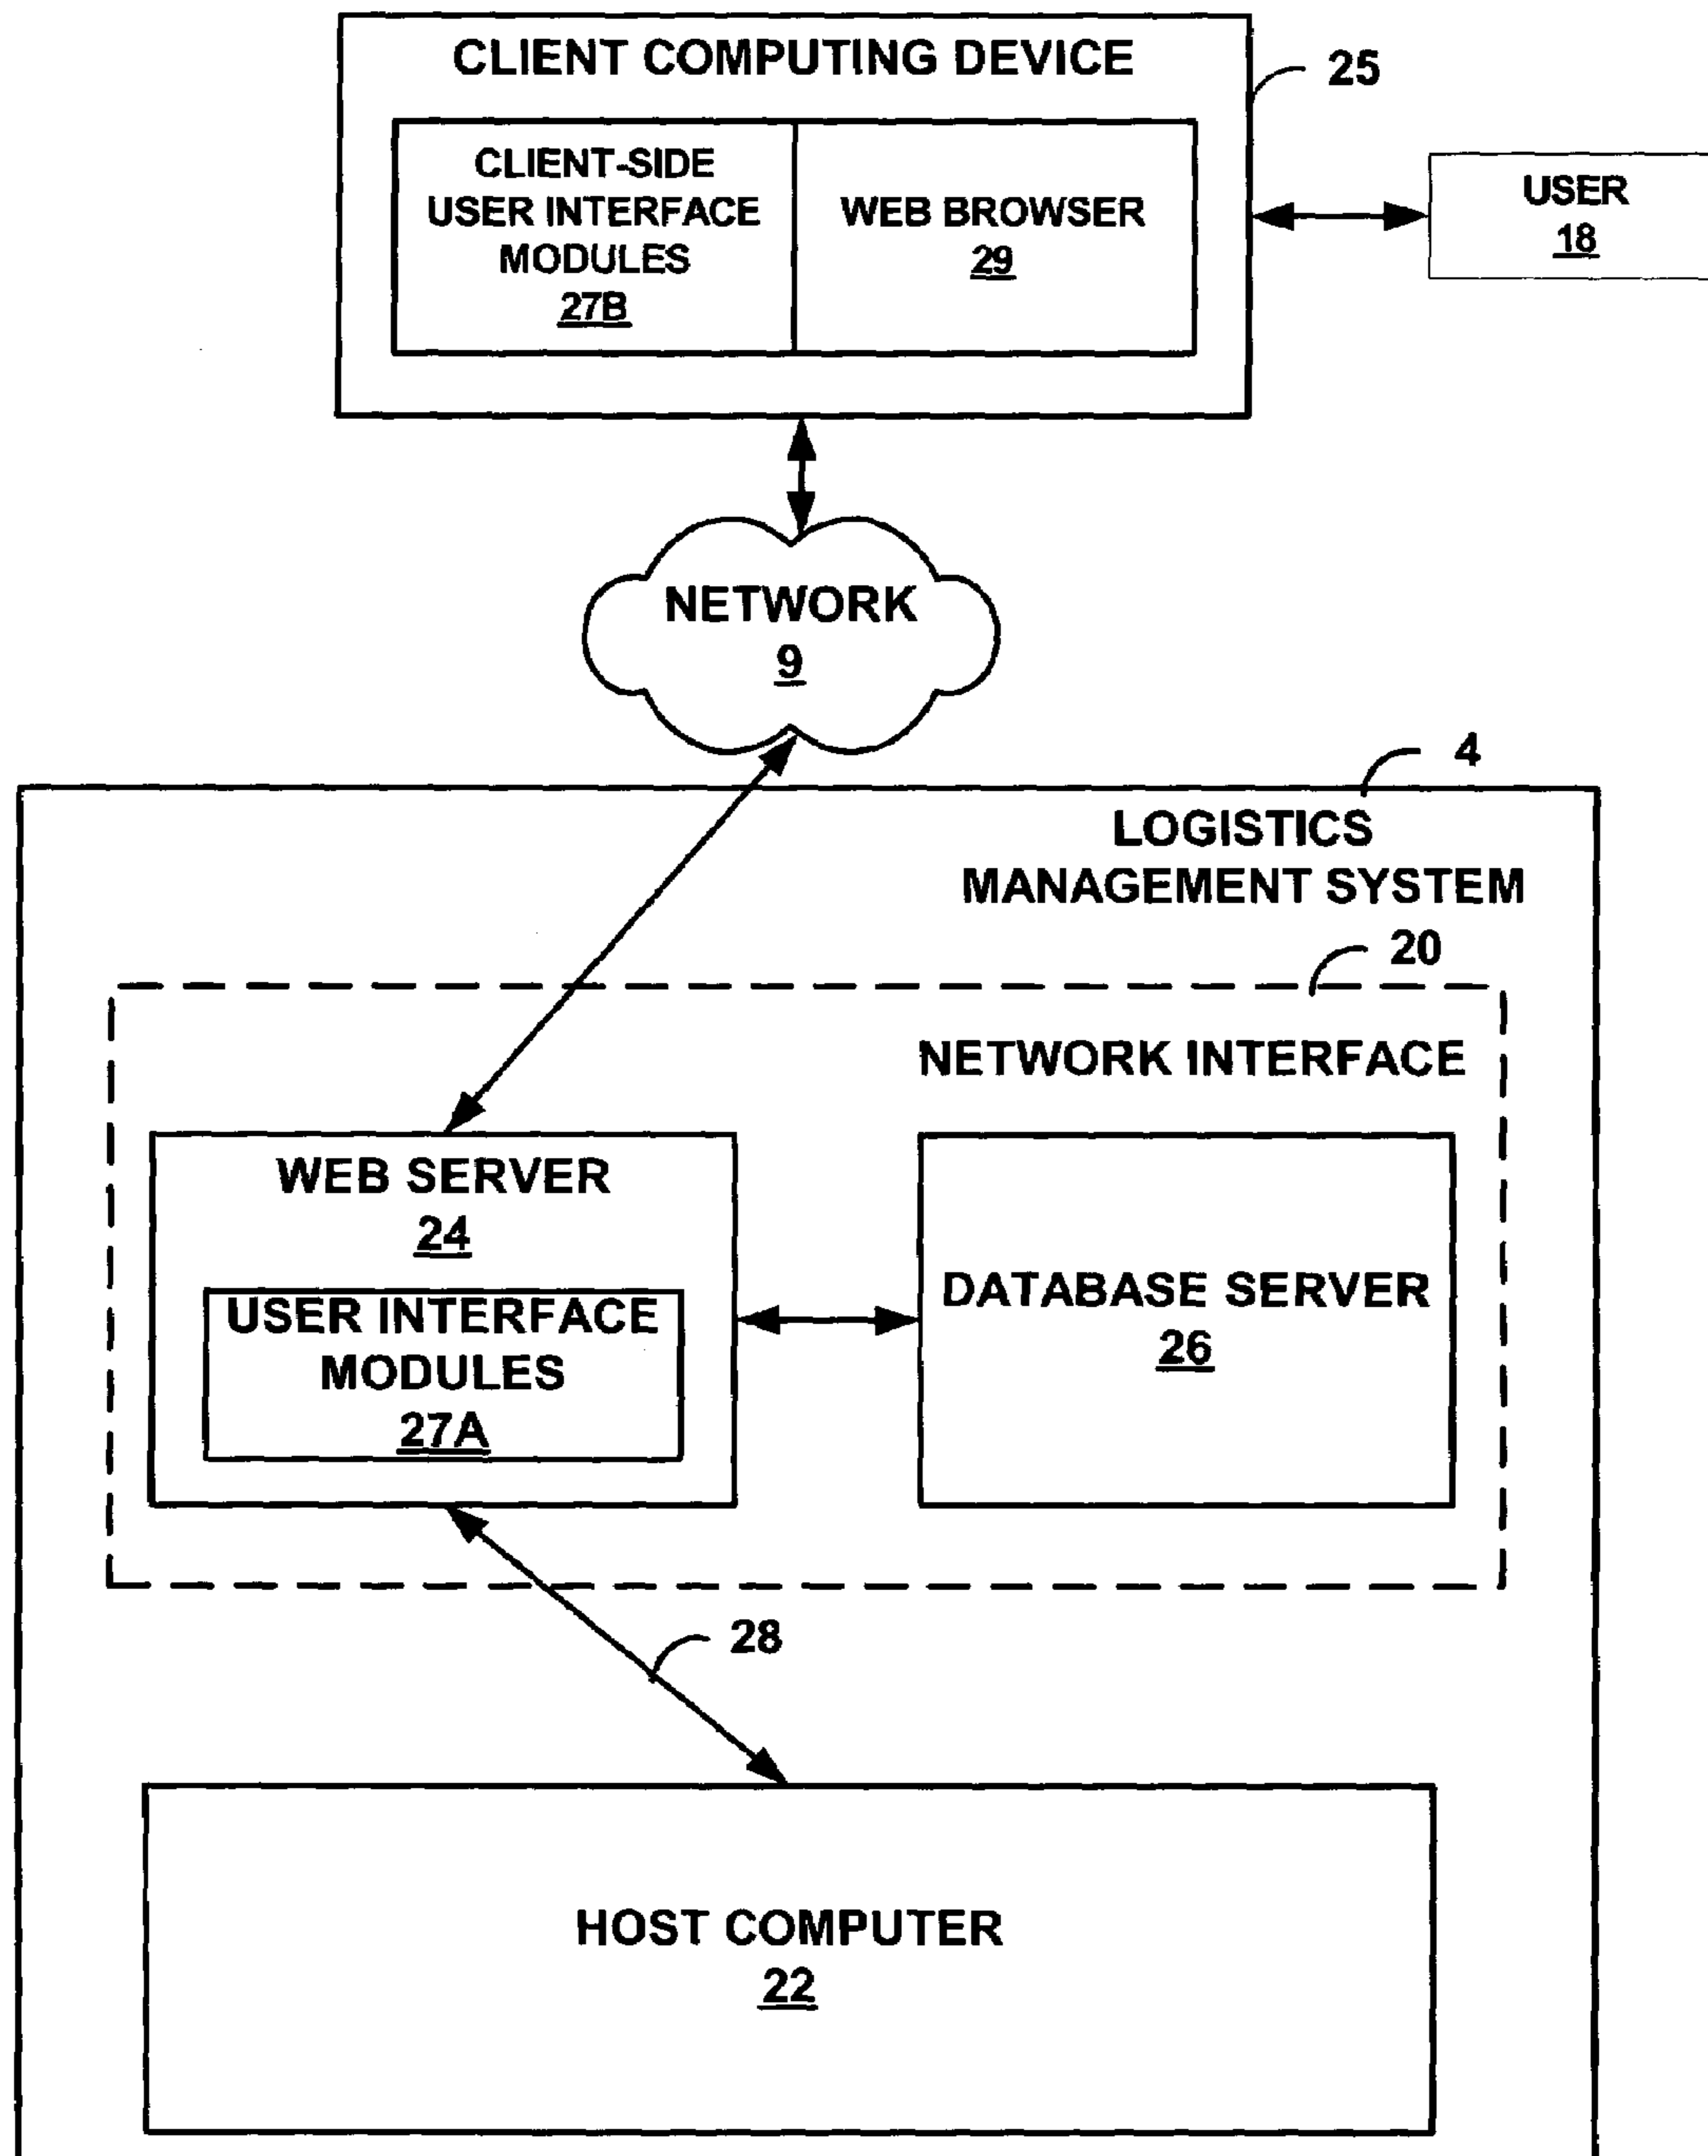 CLIENT COMPUTING DEVICE
25
CLIENT-SIDE
USER INTERFACE
MODULES
27B
WEB BROWSER
29
USER
18
NETWORK
9
4
LOGISTICS
MANAGEMENT SYSTEM
20
NETWORK INTERFACE
WEB SERVER
24
USER INTERFACE
MODULES
27A
DATABASE SERVER
26
28
HOST COMPUTER
22